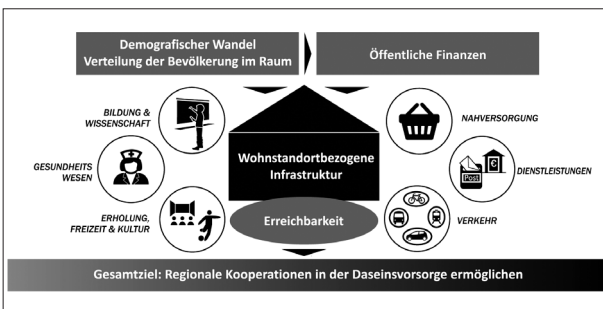 Demografischer Wandel
Verteilung der Bevölkerung im Raum
Öffentliche Finanzen
BILDUNG &
WISSENSCHAFT
NAHVERSORGUNG
GESUNDHEITS
WESEN
Wohnstandortbezogene
Infrastruktur
€
Post
DIENSTLEISTUNGEN
ERHOLUNG,
FREIZEIT & KULTUR
Erreichbarkeit
VERKEHR
Gesamtziel: Regionale Kooperationen in der Daseinsvorsorge ermöglichen